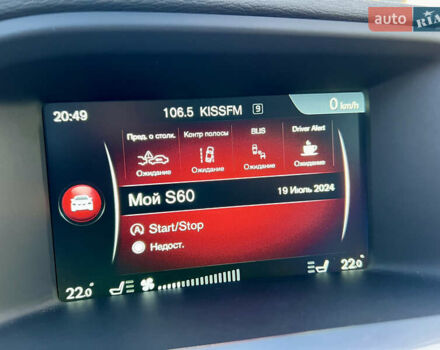 auto RIA
20:49
106.5 KISSFM 9
0 km/h
Пред. о столк. Контр полосы BLIS Driver Alert
Ожидание Ожидание Ожидание Ожидание
Мой S60
19 Июль 2024
A Start/Stop
Недост.
22.0 22.0